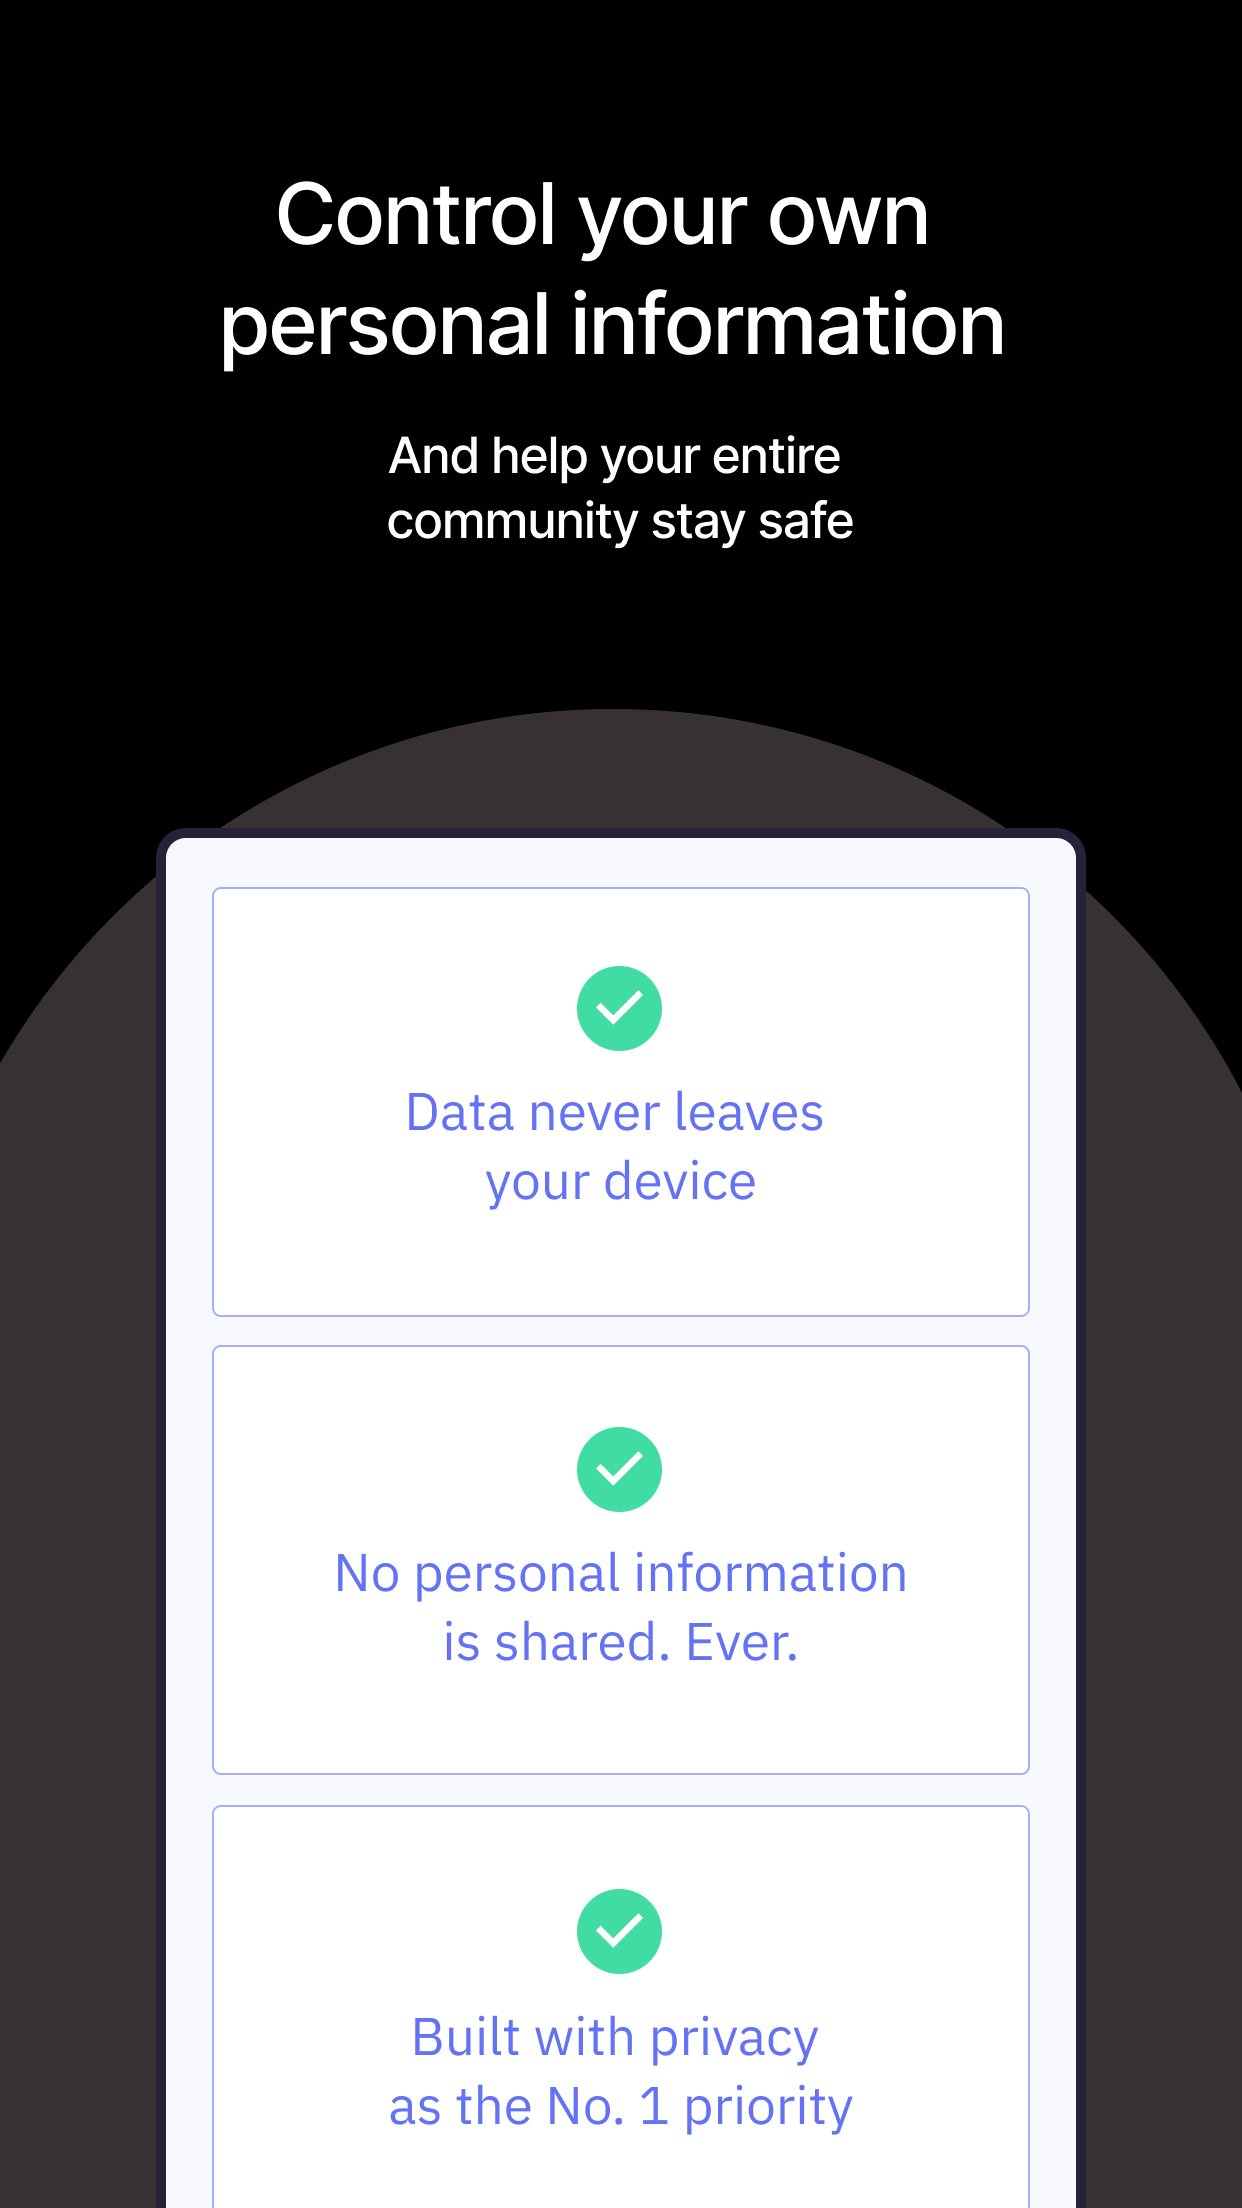 Control your own
personal information
And help your entire
community stay safe
Data never leaves
your device
No personal information
is shared. Ever.
Built with privacy
as the No. 1 priority